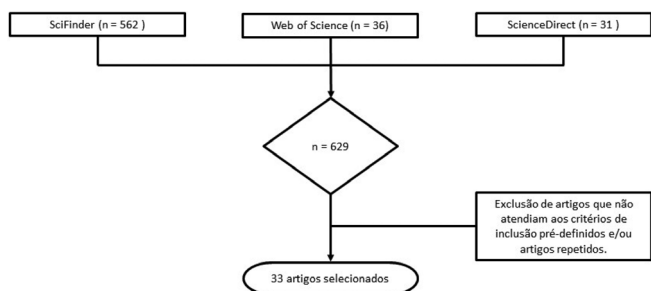 SciFinder (n = 562 )
Web of Science (n = 36)
ScienceDirect (n = 31 )
n = 629
Exclusão de artigos que não
atendiam aos critérios de
inclusão pré-definidos e/ou
artigos repetidos.
33 artigos selecionados